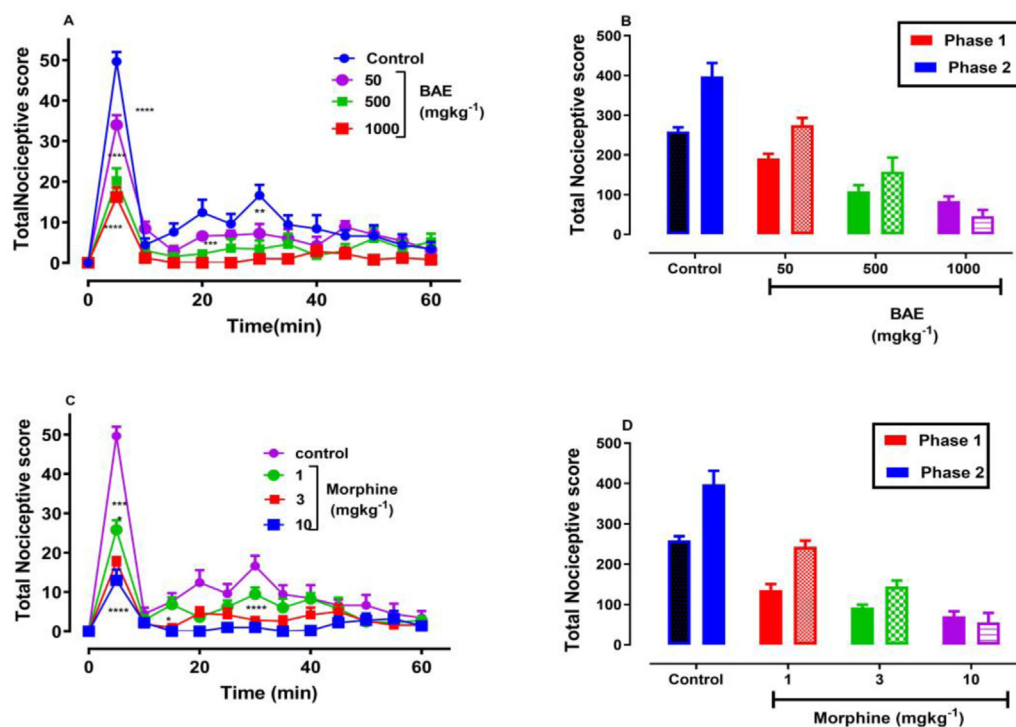 A
TotalNociceptive score
50
40
30
20
10
0
0
20
40
60
Time(min)
Control
50
500
1000
BAE
(mgkg-1)
****
****
****
***
**
B
Total Nociceptive score
500
400
300
200
100
0
Phase 1
Phase 2
Control
50
500
1000
BAE
(mgkg-1)
C
Total Nociceptive score
50
40
30
20
10
0
0
20
40
60
Time (min)
control
1
3
10
Morphine
(mgkg-1)
***
*
****
*
****
D
Total Nociceptive score
500
400
300
200
100
0
Phase 1
Phase 2
Control
1
3
10
Morphine (mgkg-1)